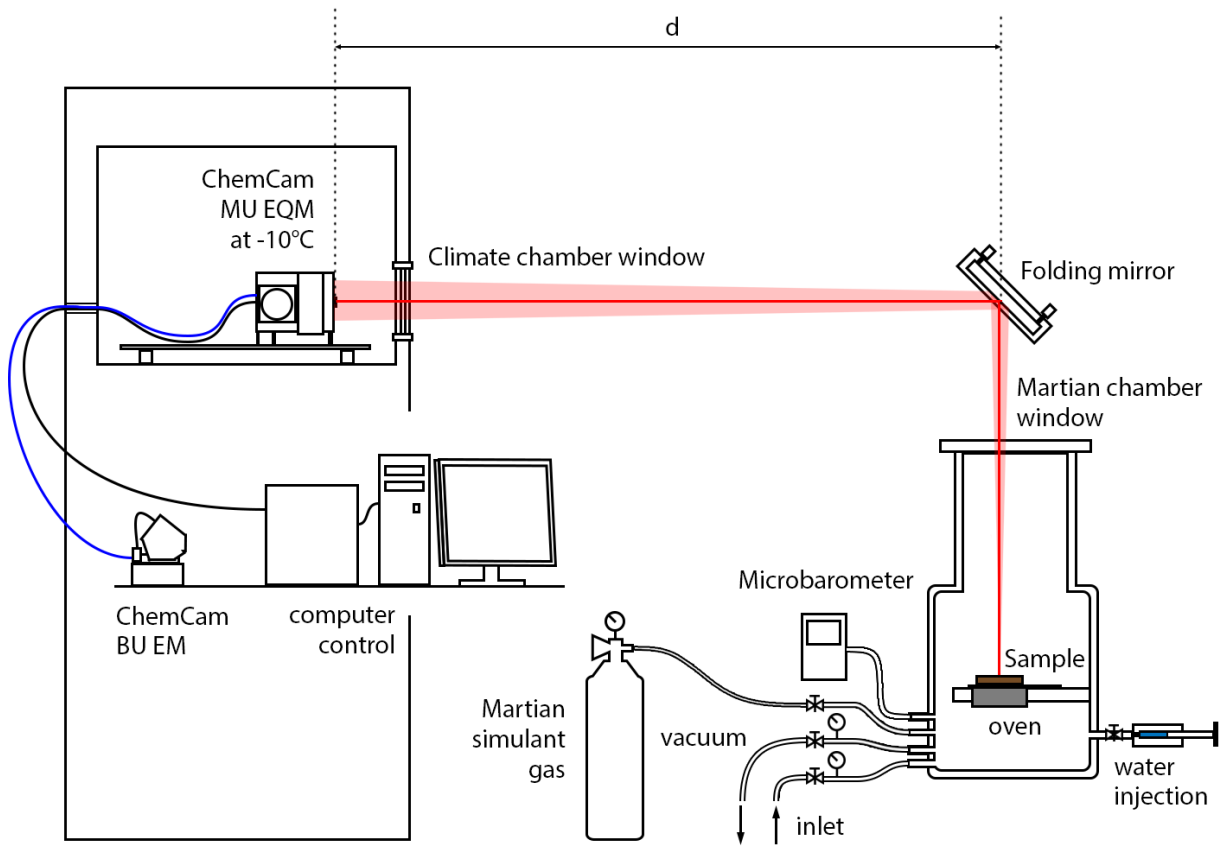 d
ChemCam
MU EQM
at -10°C
Climate chamber window
Folding mirror
Martian chamber
window
Microbarometer
ChemCam
BU EM
computer
control
Sample
oven
Martian
simulant
gas
vacuum
water
injection
inlet